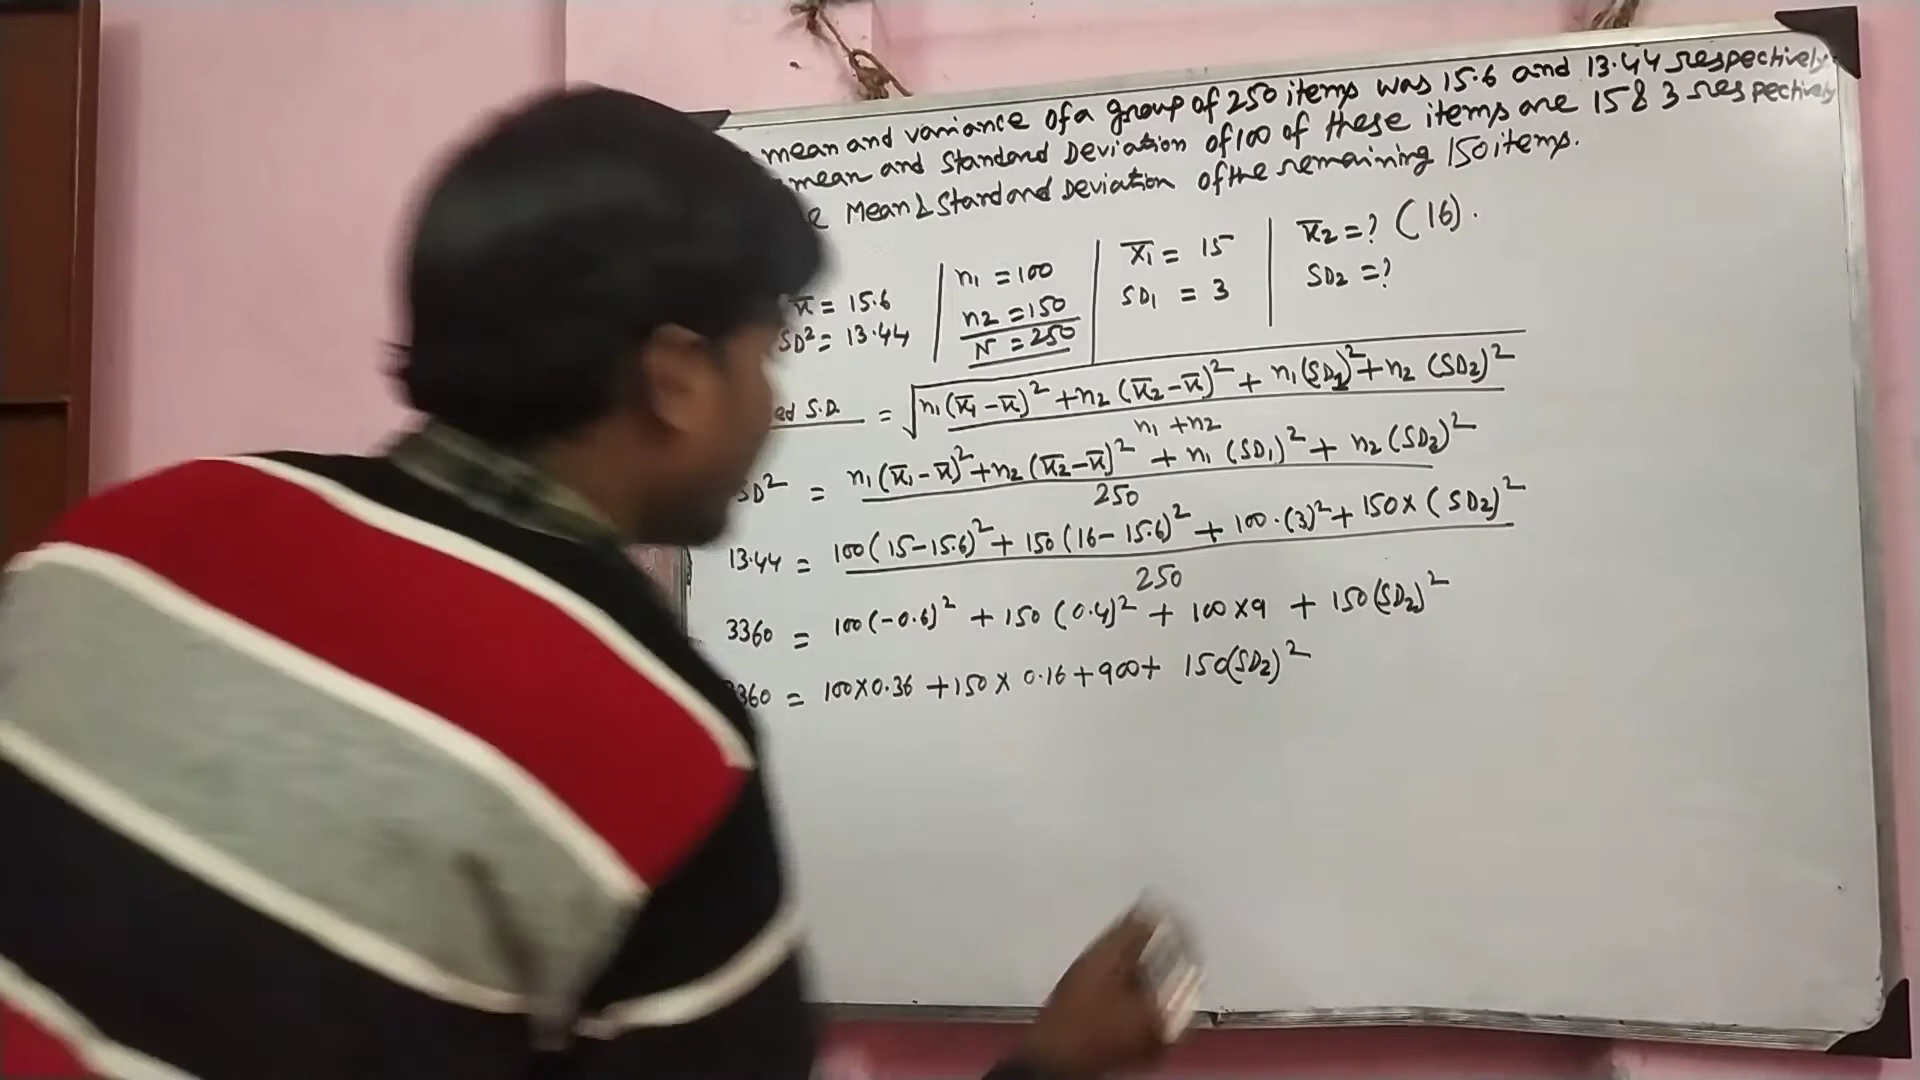 mean and variance of a group of 250 items was 15.6 and 13.44 respectively.
mean and Standard Deviation of 100 of these items are 15 & 3 respectively
Mean & Standard Deviation of the remaining 150 items.
x̄ = 15.6
SD² = 13.44
n₁ = 100
n₂ = 150
N = 250
x̄₁ = 15
SD₁ = 3
x̄₂ = ? (16).
SD₂ = ?
ed S.D. = √(n₁(x̄₁ - x̄)² + n₂(x̄₂ - x̄)² + n₁(SD₁)² + n₂(SD₂)²
n₁ + n₂
SD² = n₁(x̄₁ - x̄)² + n₂(x̄₂ - x̄)² + n₁(SD₁)² + n₂(SD₂)²
250
13.44 = 100(15 - 15.6)² + 150(16 - 15.6)² + 100·(3)² + 150×(SD₂)²
250
3360 = 100(-0.6)² + 150(0.4)² + 100×9 + 150(SD₂)²
360 = 100×0.36 + 150×0.16 + 900 + 150(SD₂)²